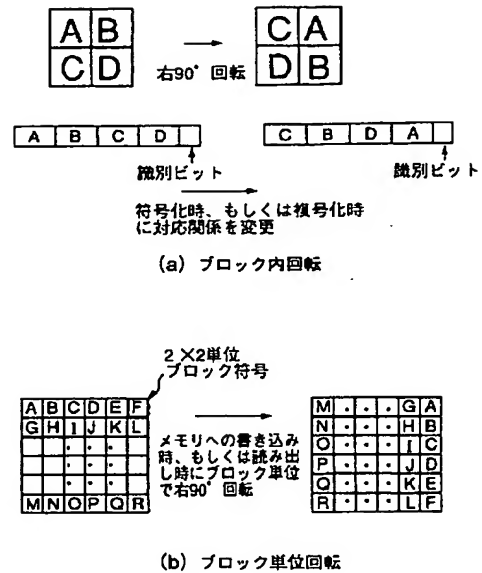 A B C A
C D D B
右90°回転
A B C D
C B D A
識別ビット
識別ビット
符号化時、もしくは復号化時
に対応関係を変更
(a) ブロック内回転
2×2単位
ブロック符号
A B C D E F
G H I J K L
・ ・ ・
・ ・ ・
・ ・ ・
M N O P Q R
メモリへの書き込み
時、もしくは読み出
し時にブロック単位
で右90°回転
M ・ ・ ・ G A
N ・ ・ ・ H B
O ・ ・ ・ I C
P ・ ・ ・ J D
Q ・ ・ ・ K E
R ・ ・ ・ L F
(b) ブロック単位回転